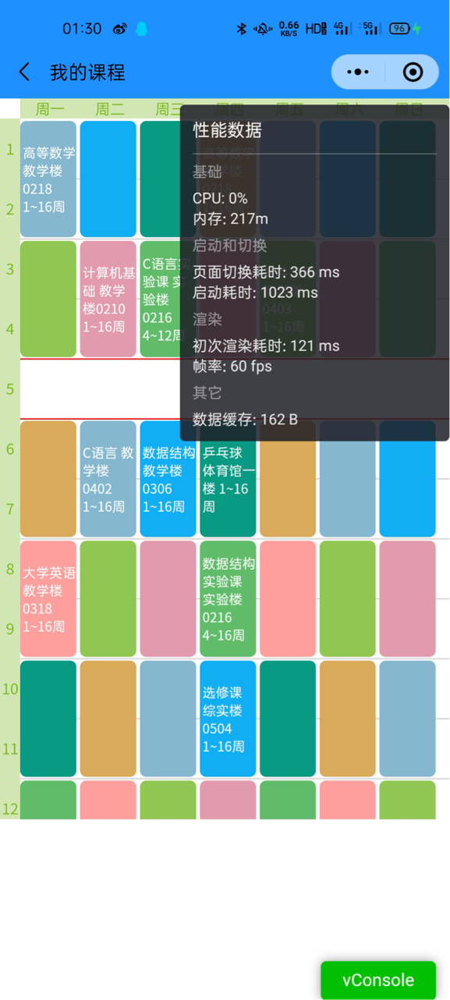 01:30 0.66 KB/S HD 4G 5G 96
我的课程
周一 周二 周三 周四 周五 周六 周日
性能数据
基础
CPU: 0%
内存: 217m
启动和切换
页面切换耗时: 366 ms
启动耗时: 1023 ms
渲染
初次渲染耗时: 121 ms
帧率: 60 fps
其它
数据缓存: 162 B
1
高等数学
教学楼
0218
1~16周
高等数学
教学楼
0218
2
3
计算机基
础 教学
楼0210
1~16周
C语言实
验课 实
验楼
0216
4~12周
0403
1~16周
4
5
6
C语言 教
学楼
0402
1~16周
数据结构
教学楼
0306
1~16周
乒乓球
体育馆一
楼 1~16
周
7
8
大学英语
教学楼
0318
1~16周
数据结构
实验课
实验楼
0216
4~16周
9
10
选修课
综实楼
0504
1~16周
11
12
vConsole